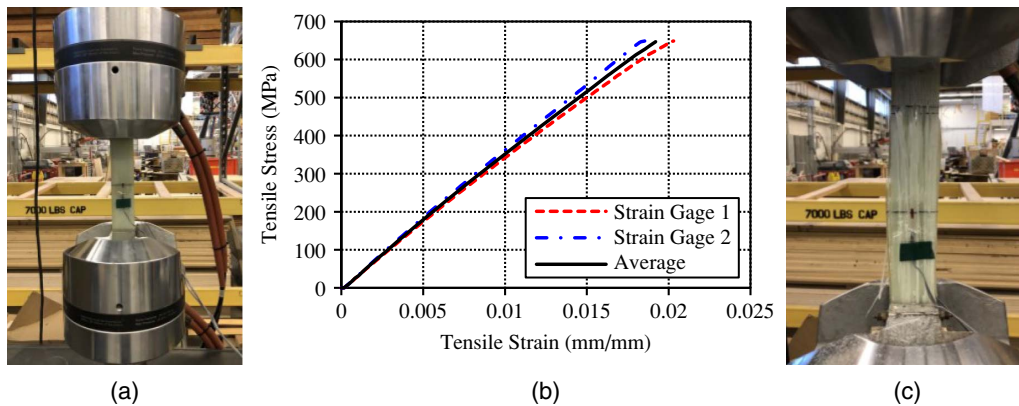 7000 LBS CAP
(a)
Tensile Stress (MPa)
700
600
500
400
300
200
100
0
0 0.005 0.01 0.015 0.02 0.025
Tensile Strain (mm/mm)
Strain Gage 1
Strain Gage 2
Average
(b)
7000 LBS CAP
(c)